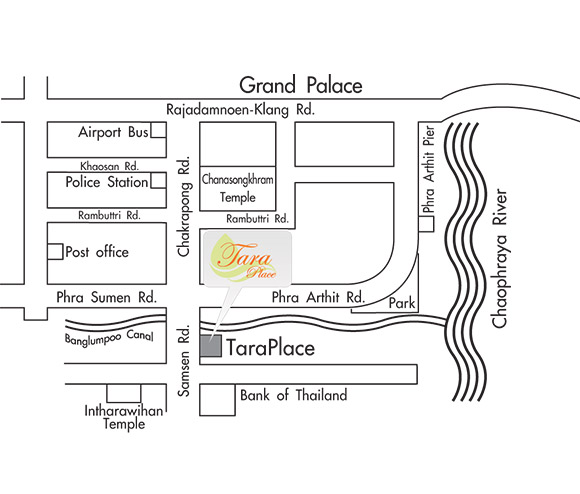 Grand Palace
Rajadamnoen-Klang Rd.
Airport Bus
Khaosan Rd.
Police Station
Rambuttri Rd.
Post office
Phra Sumen Rd.
Chakrapong Rd.
Chanasongkhram
Temple
Rambuttri Rd.
Tara
Place
Phra Arthit Rd.
Park
Phra Arthit Pier
Chaophraya River
Banglumpoo Canal
Samsen Rd.
TaraPlace
Intharawihan
Temple
Bank of Thailand